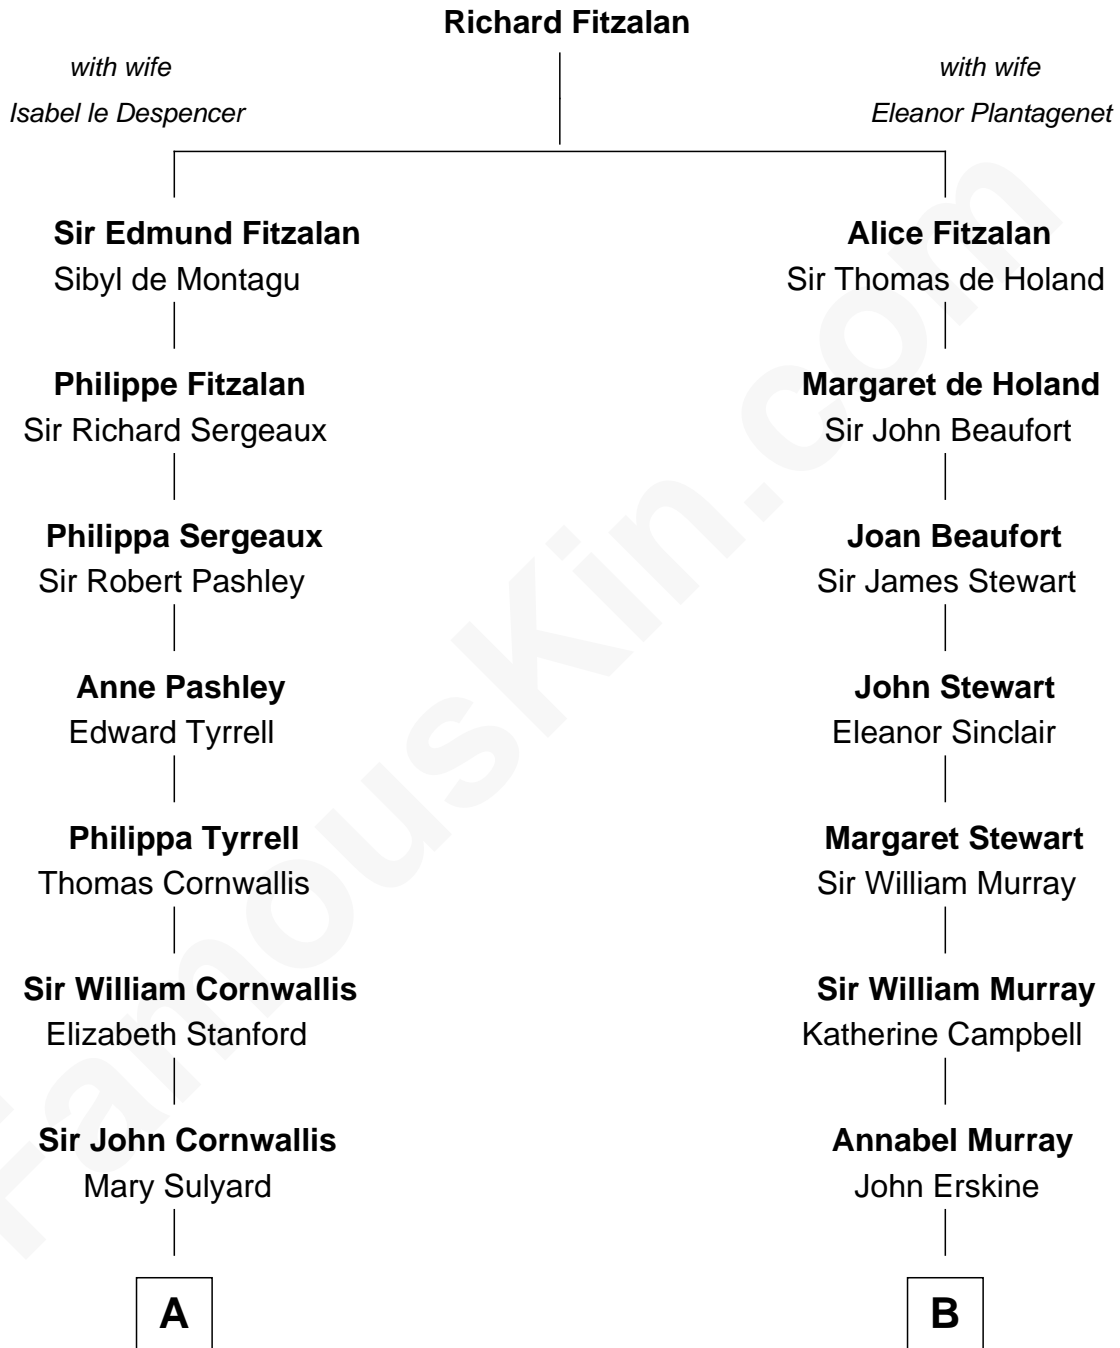 Richard Fitzalan
with wife
Isabel le Despencer
with wife
Eleanor Plantagenet
Sir Edmund Fitzalan
Sibyl de Montagu
Alice Fitzalan
Sir Thomas de Holand
Philippe Fitzalan
Sir Richard Sergeaux
Margaret de Holand
Sir John Beaufort
Philippa Sergeaux
Sir Robert Pashley
Joan Beaufort
Sir James Stewart
Anne Pashley
Edward Tyrrell
John Stewart
Eleanor Sinclair
Philippa Tyrrell
Thomas Cornwallis
Margaret Stewart
Sir William Murray
Sir William Cornwallis
Elizabeth Stanford
Sir William Murray
Katherine Campbell
Sir John Cornwallis
Mary Sulyard
Annabel Murray
John Erskine
A
B
FamousKin.com